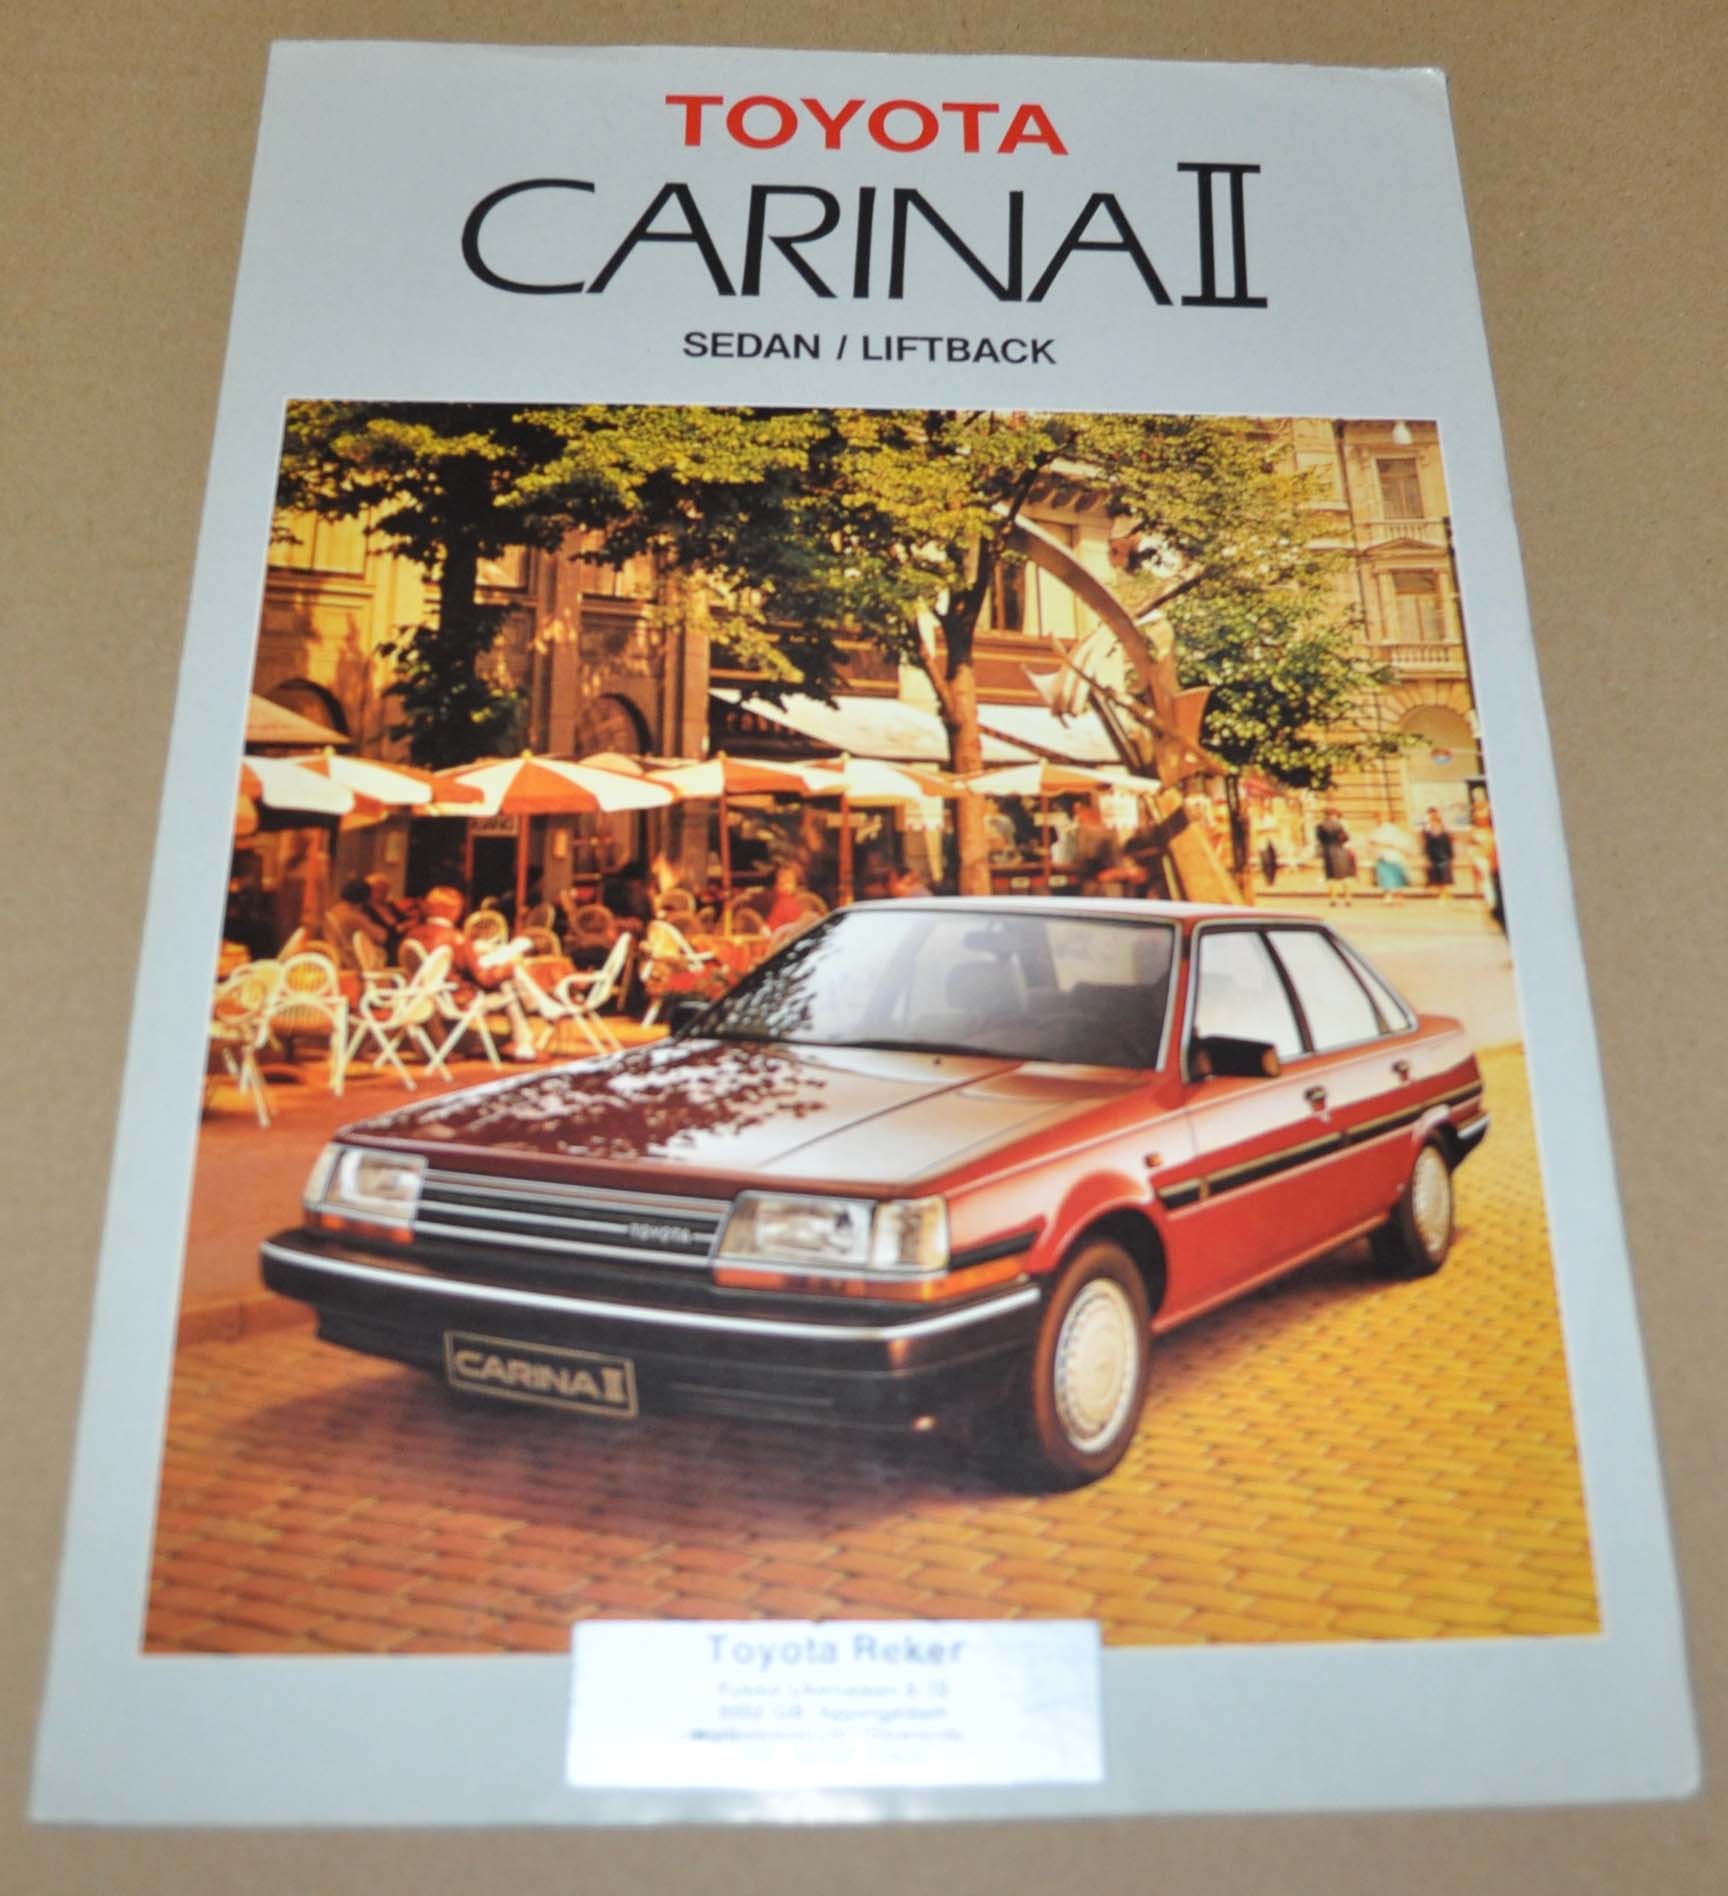 TOYOTA
CARINA II
SEDAN / LIFTBACK
TOYOTA
CARINA II
Toyota Reker